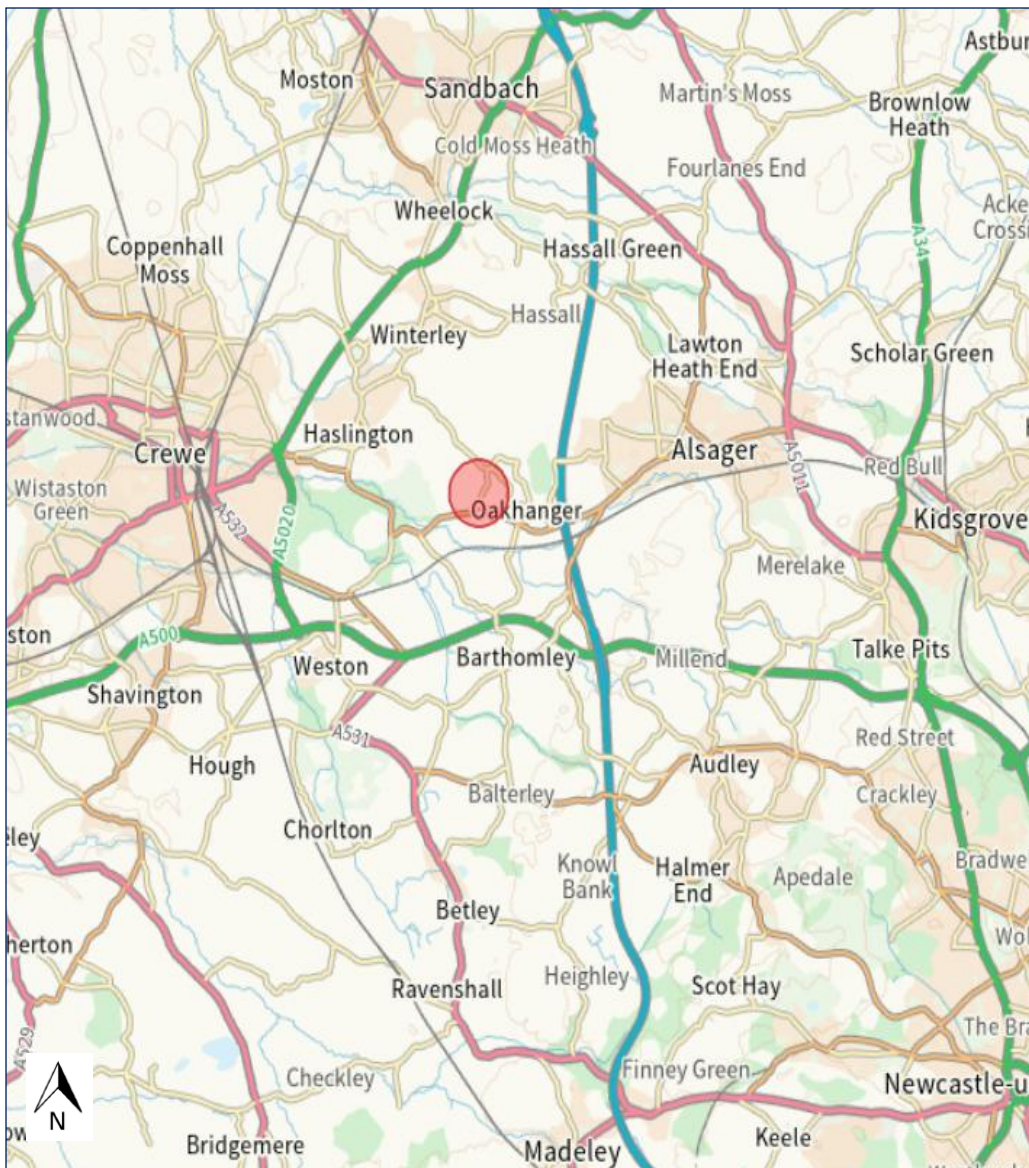 Astbur
Moston
Sandbach
Martin's Moss
Brownlow
Heath
Cold Moss Heath
Fourlanes End
Wheelock
Acke
Crossi
Coppenhall
Moss
Hassall Green
A34
Hassall
Winterley
Lawton
Heath End
Scholar Green
stanwood
Haslington
Crewe
Alsager
Red Bull
Wistaston
Green
A5011
Oakhanger
A532
Kidsgrove
A5020
Merelake
ston
A500
Weston
Barthomley
Millend
Talke Pits
Shavington
A531
Red Street
Hough
Audley
Balterley
Crackley
eley
Chorlton
Knowl
Bank
Halmer
End
Apedale
Bradwe
Betley
herton
Wol
Heighley
Scot Hay
Ravenshall
The Bra
A529
Checkley
Finney Green
Newcastle-u
N
ow
Bridgemere
Madeley
Keele